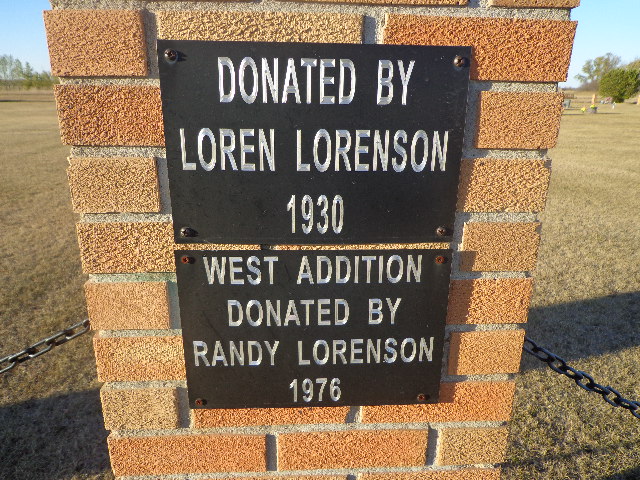 DONATED BY
LOREN LORENSON
1930
WEST ADDITION
DONATED BY
RANDY LORENSON
1976